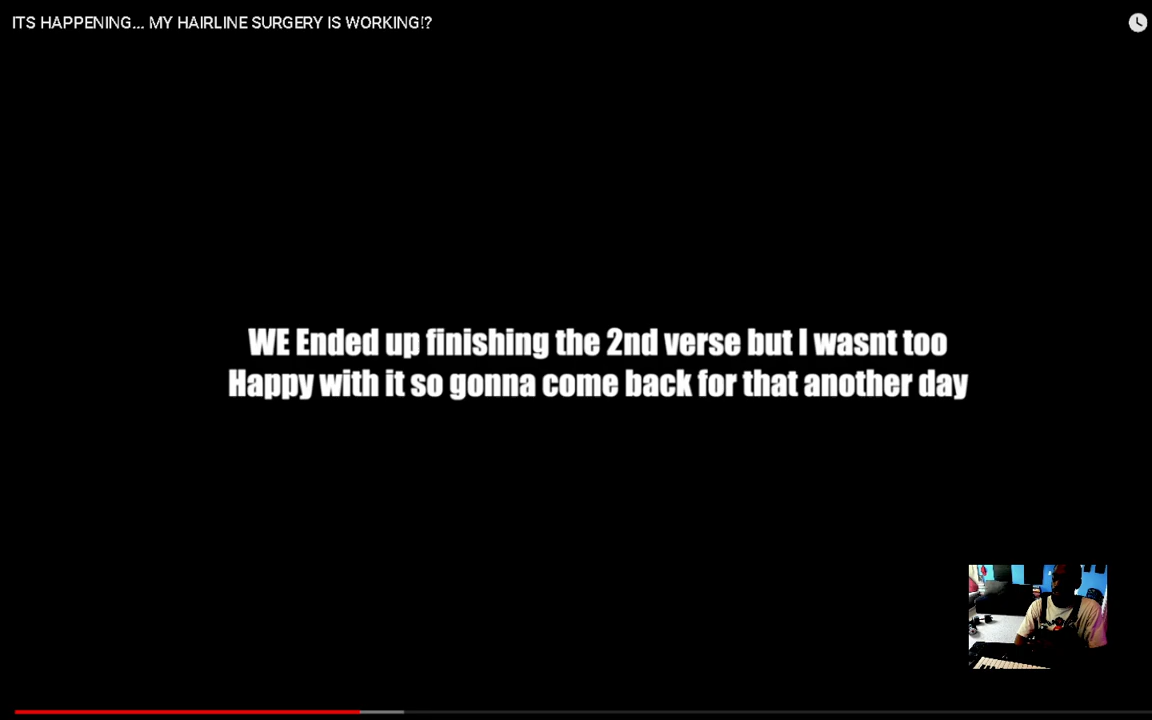 ITS HAPPENING... MY HAIRLINE SURGERY IS WORKING!?
WE Ended up finishing the 2nd verse but I wasnt too
Happy with it so gonna come back for that another day